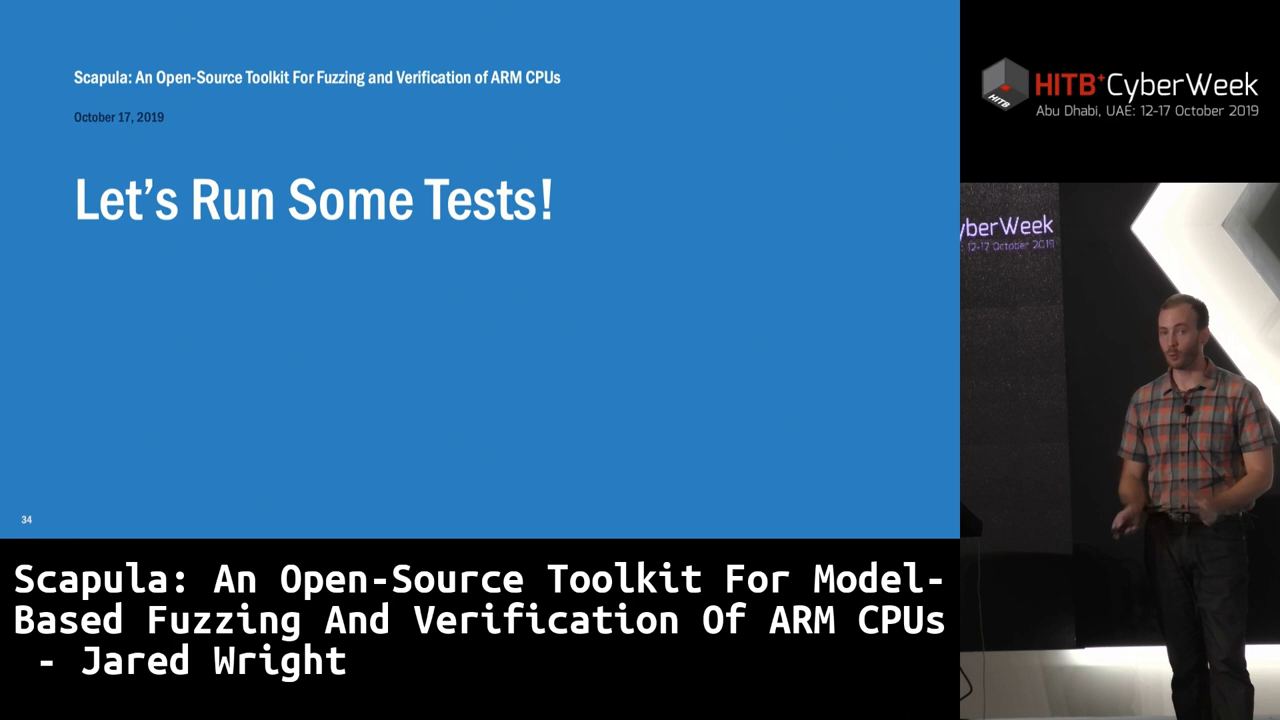 Scapula: An Open-Source Toolkit For Fuzzing and Verification of ARM CPUs
October 17, 2019
Let’s Run Some Tests!
34
HITB+CyberWeek
Abu Dhabi, UAE: 12-17 October 2019
HITB
yberWeek
: 12-17 October 2019
Scapula: An Open-Source Toolkit For Model-
Based Fuzzing And Verification Of ARM CPUs
- Jared Wright